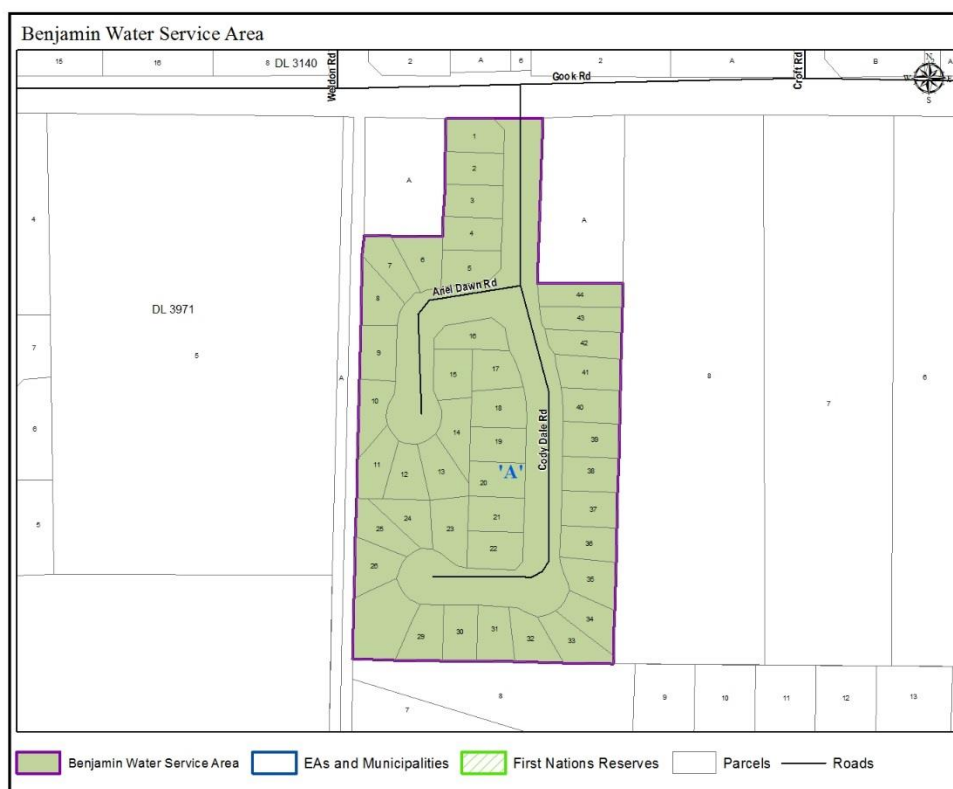 Benjamin Water Service Area
15 16 8 DL 3140 2 A 6 2 A B A
Weldon Rd
Gook Rd
Croft Rd
N
W E
S
1
2
A
3
4 A
4
5
6
7
8
Ariel Dawn Rd
44
43
42
DL 3971
16
7 5 9 15 17 41 8 6
A
10 18 40 7
14
Cody Dale Rd
39
19
'A'
6 11 12 13 20 38
37
25 24 23 21
5
22 36
26
35
34
29 30 31 32 33
7 8 9 10 11 12 13
Benjamin Water Service Area EAs and Municipalities First Nations Reserves Parcels Roads